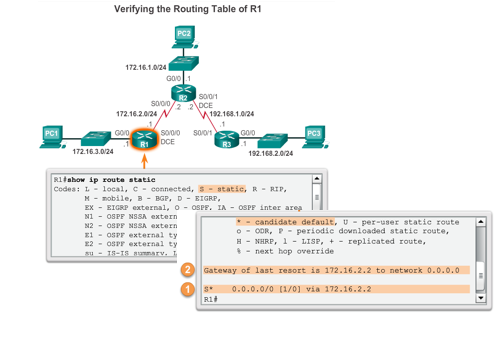 Verifying the Routing Table of R1
PC2
172.16.1.0/24
G0/0 .1
R2
S0/0/0
.2
.2
S0/0/1
DCE
172.16.2.0/24
192.168.1.0/24
PC1
G0/0
.1
.1
R1
S0/0/0
DCE
172.16.3.0/24
S0/0/1
.1
R3
G0/0
.1
192.168.2.0/24
PC3
R1#show ip route static
Codes: L - local, C - connected, S - static, R - RIP,
M - mobile, B - BGP, D - EIGRP,
EX - EIGRP external, O - OSPF, IA - OSPF inter area
N1 - OSPF NSSA extern
N2 - OSPF NSSA extern
E1 - OSPF external ty
E2 - OSPF external ty
su - IS-IS summary, L
* - candidate default, U - per-user static route
o - ODR, P - periodic downloaded static route,
H - NHRP, l - LISP, + - replicated route,
% - next hop override
2 Gateway of last resort is 172.16.2.2 to network 0.0.0.0
1 S* 0.0.0.0/0 [1/0] via 172.16.2.2
R1#